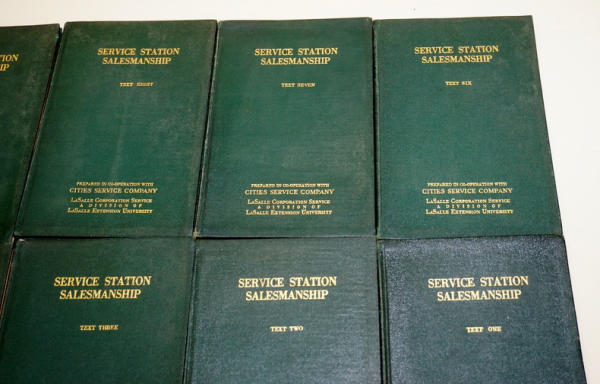 SERVICE STATION
SALESMANSHIP
TEXT EIGHT
PREPARED IN CO-OPERATION WITH
CITIES SERVICE COMPANY
LASALLE CORPORATION SERVICE
A DIVISION OF
LASALLE EXTENSION UNIVERSITY
SERVICE STATION
SALESMANSHIP
TEXT SEVEN
PREPARED IN CO-OPERATION WITH
CITIES SERVICE COMPANY
LASALLE CORPORATION SERVICE
A DIVISION OF
LASALLE EXTENSION UNIVERSITY
SERVICE STATION
SALESMANSHIP
TEXT SIX
PREPARED IN CO-OPERATION WITH
CITIES SERVICE COMPANY
LASALLE CORPORATION SERVICE
A DIVISION OF
LASALLE EXTENSION UNIVERSITY
SERVICE STATION
SALESMANSHIP
TEXT THREE
SERVICE STATION
SALESMANSHIP
TEXT TWO
SERVICE STATION
SALESMANSHIP
TEXT ONE